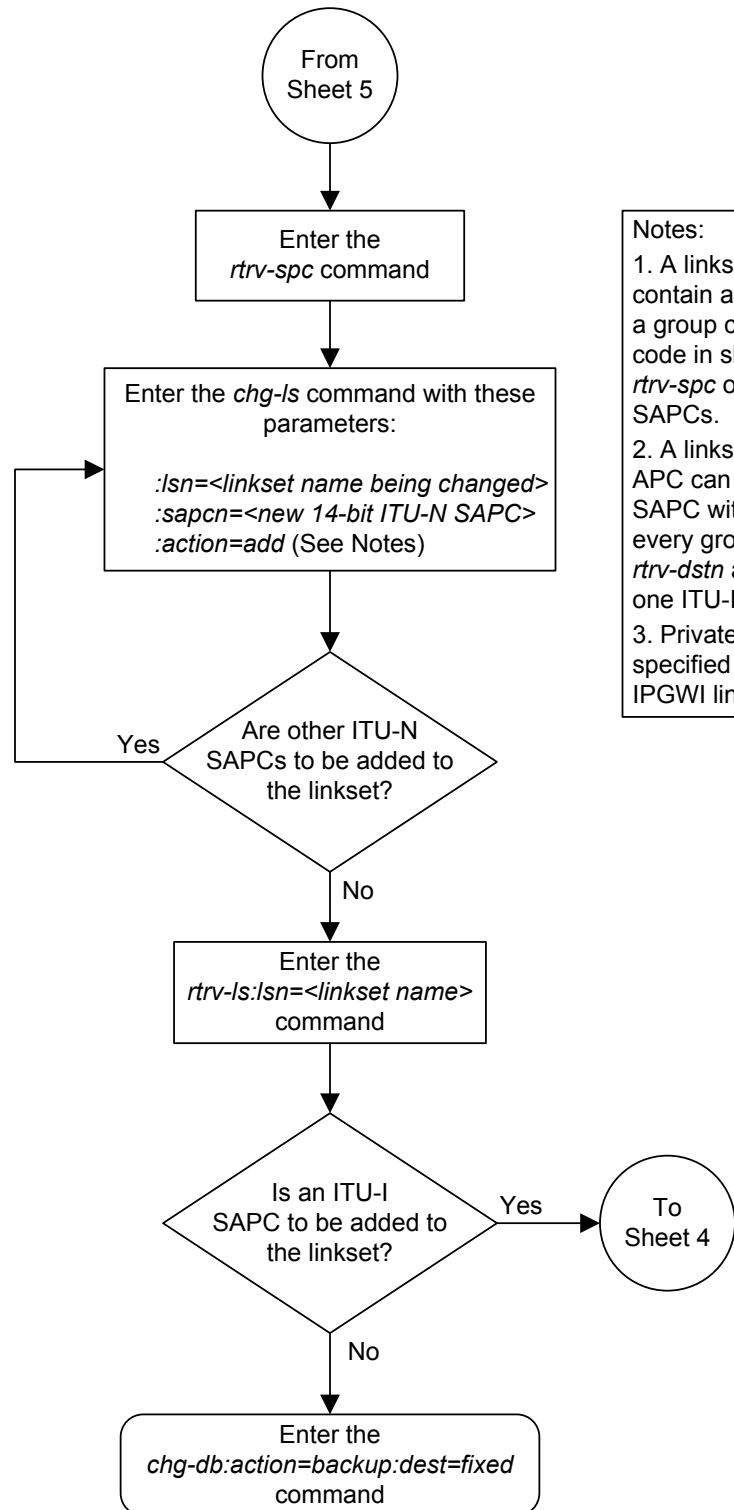 From
Sheet 5
Enter the
rtrv-spc command
Enter the chg-ls command with these
parameters:
:lsn=<linkset name being changed>
:sapcn=<new 14-bit ITU-N SAPC>
:action=add (See Notes)
Yes
Are other ITU-N
SAPCs to be added to
the linkset?
No
Enter the
rtrv-ls:lsn=<linkset name>
command
Is an ITU-I
SAPC to be added to
the linkset?
Yes
To
Sheet 4
No
Enter the
chg-db:action=backup:dest=fixed
command
Notes:
1. A links
contain a
a group c
code in s
rtrv-spc o
SAPCs.
2. A links
APC can
SAPC wit
every gro
rtrv-dstn a
one ITU-
3. Private
specified
IPGWI lin